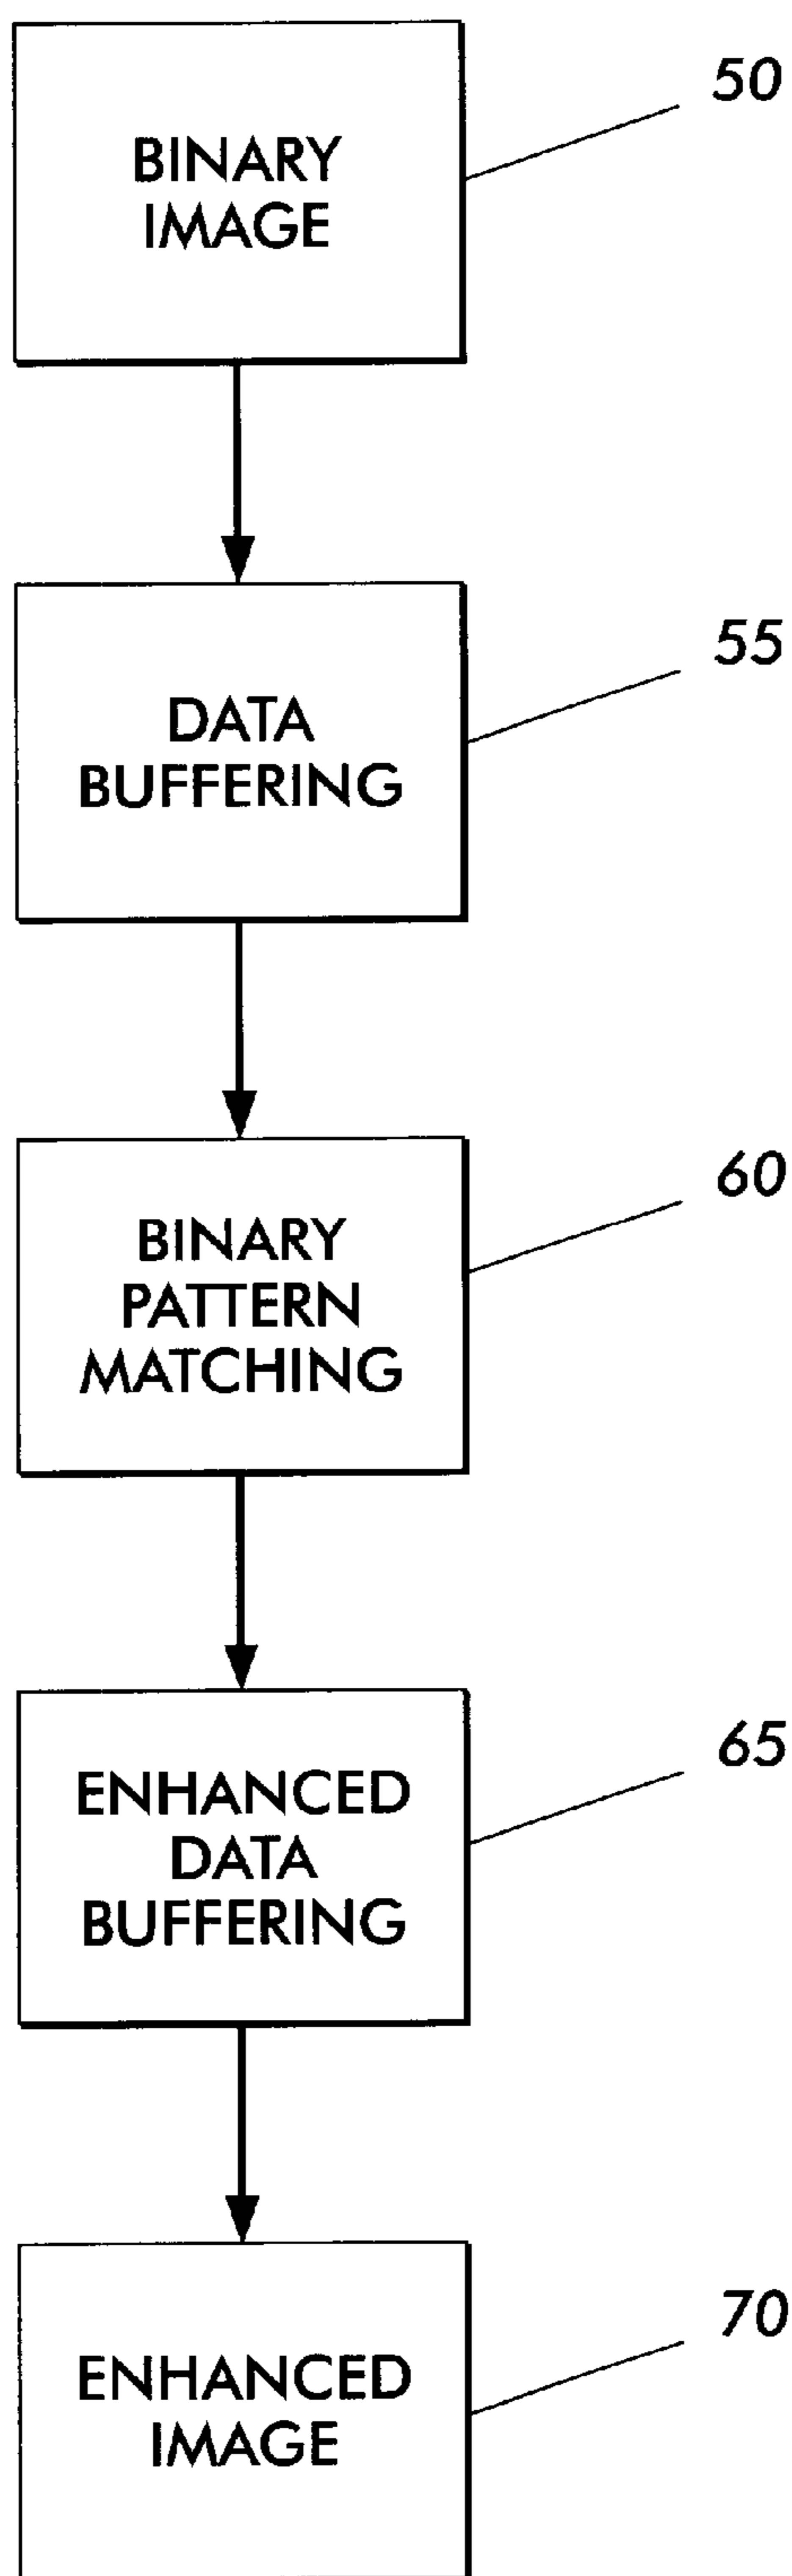 50
BINARY
IMAGE
55
DATA
BUFFERING
60
BINARY
PATTERN
MATCHING
65
ENHANCED
DATA
BUFFERING
70
ENHANCED
IMAGE